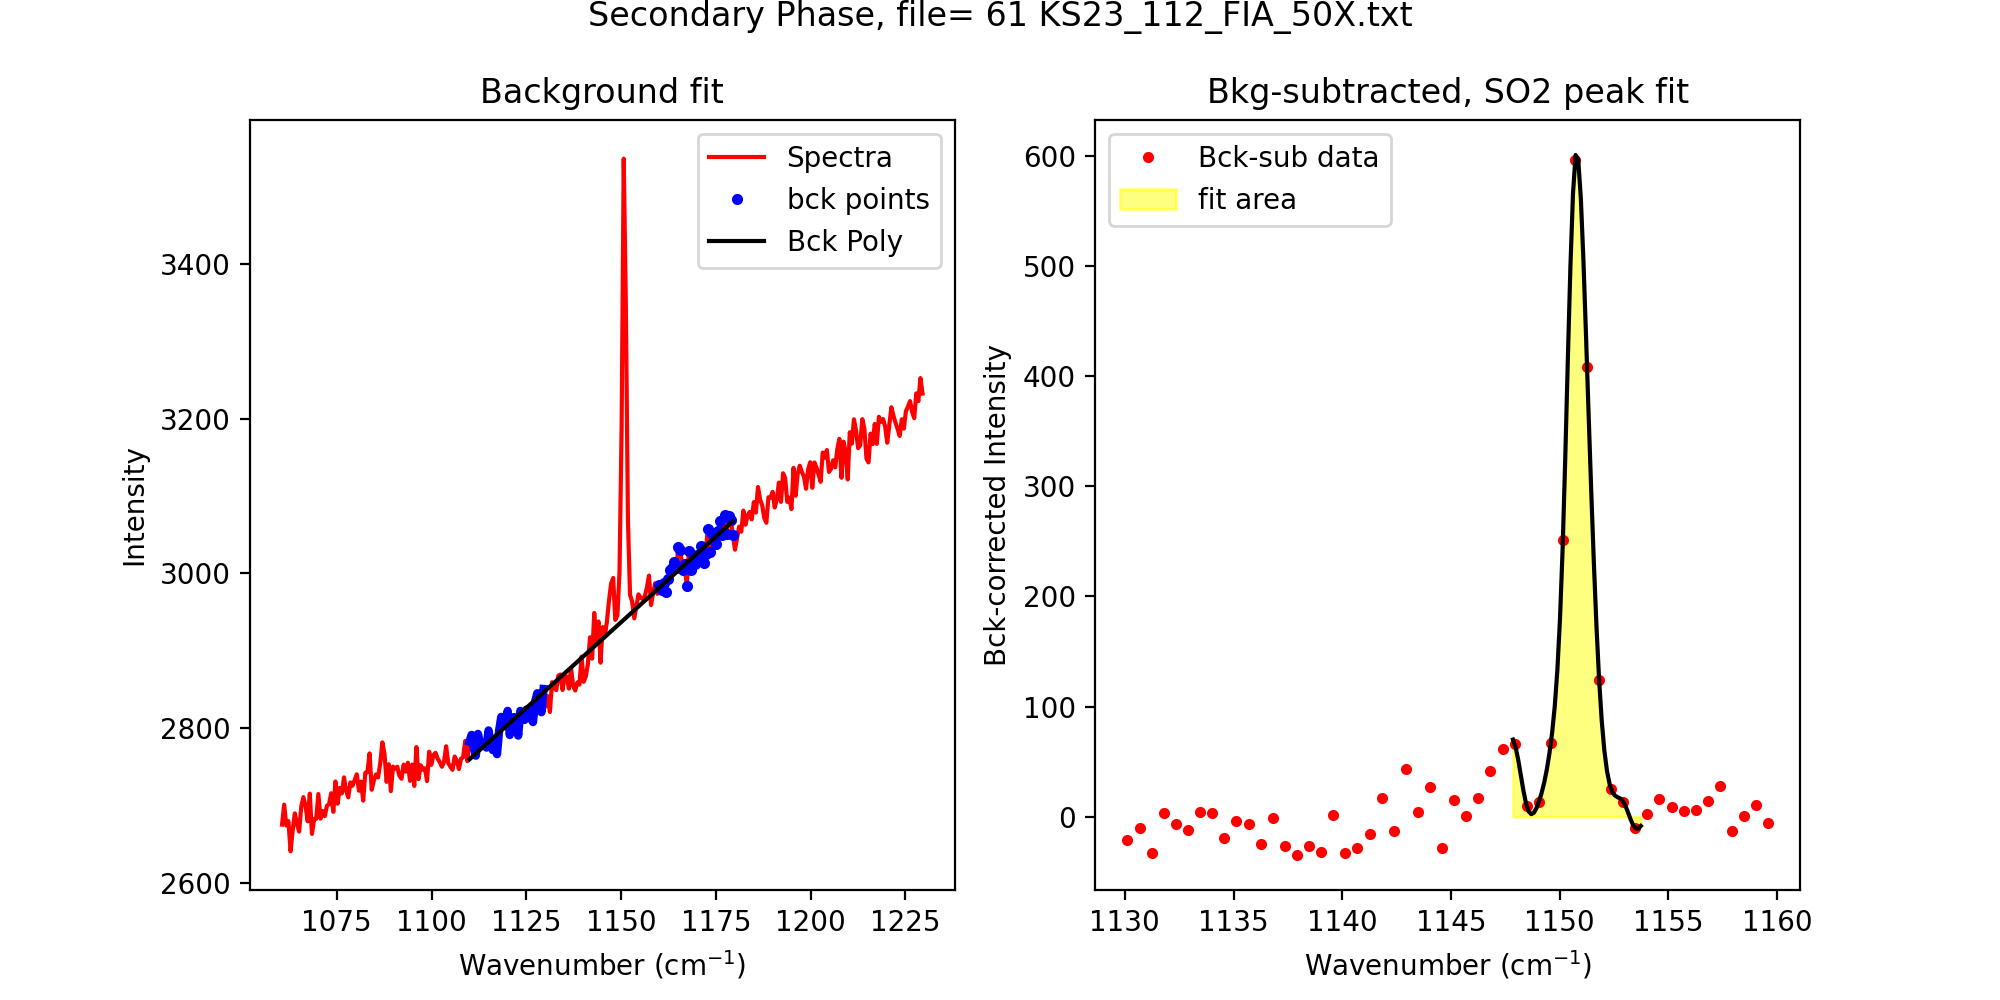 Secondary Phase, file= 61 KS23_112_FIA_50X.txt
Background fit
Spectra
bck points
Bck Poly
Intensity
3400
3200
3000
2800
2600
1075 1100 1125 1150 1175 1200 1225
Wavenumber (cm⁻¹)
Bkg-subtracted, SO2 peak fit
Bck-sub data
fit area
Bck-corrected Intensity
600
500
400
300
200
100
0
1130 1135 1140 1145 1150 1155 1160
Wavenumber (cm⁻¹)